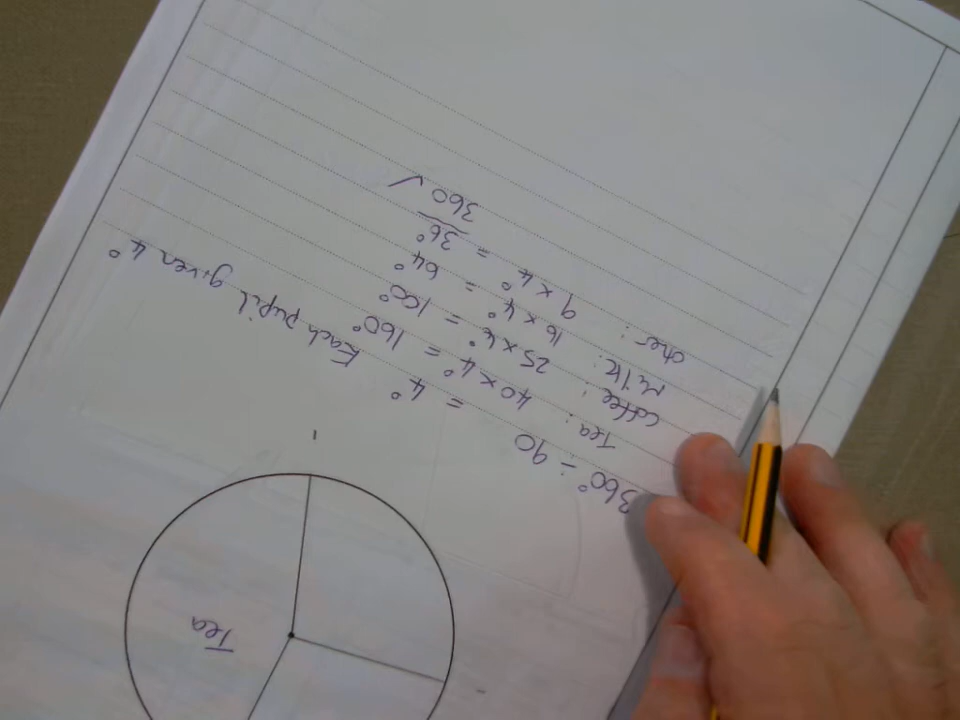 360° ÷ 90 = 4° Each pupil given 4°
Tea: 40 × 4° = 160°
Coffee: 25 × 4° = 100°
Milk: 16 × 4° = 64°
Other: 9 × 4° = 36°
360 ✓
Tea